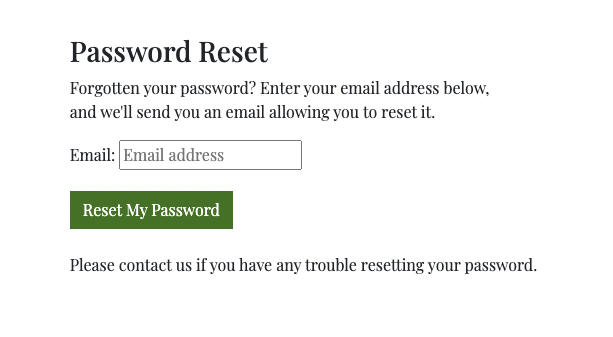 Password Reset
Forgotten your password? Enter your email address below,
and we'll send you an email allowing you to reset it.
Email: Email address
Reset My Password
Please contact us if you have any trouble resetting your password.